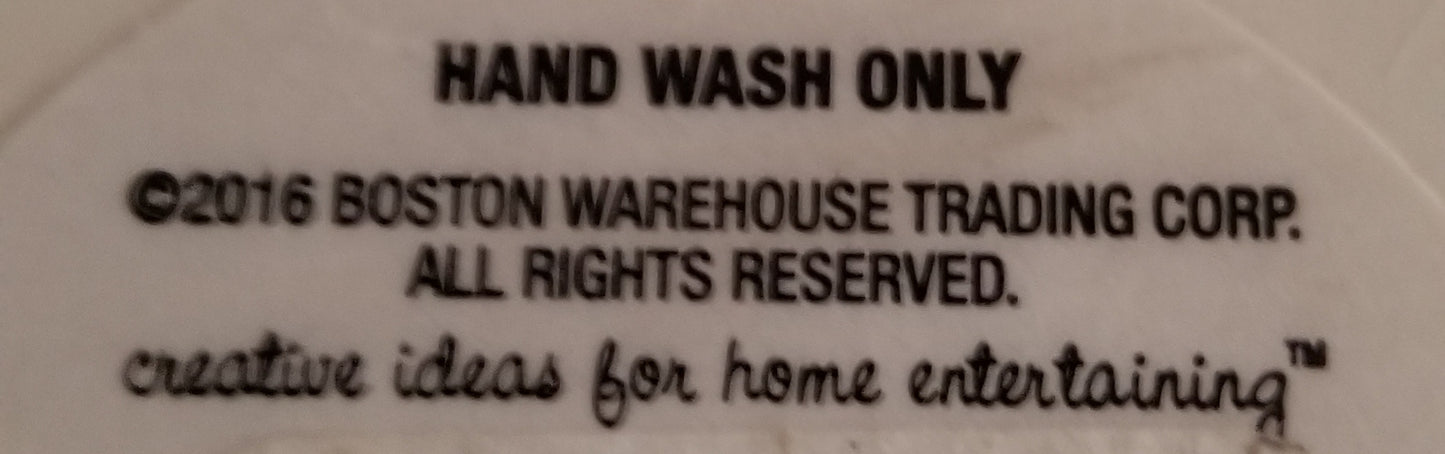 HAND WASH ONLY
©2016 BOSTON WAREHOUSE TRADING CORP.
ALL RIGHTS RESERVED.
creative ideas for home entertaining™